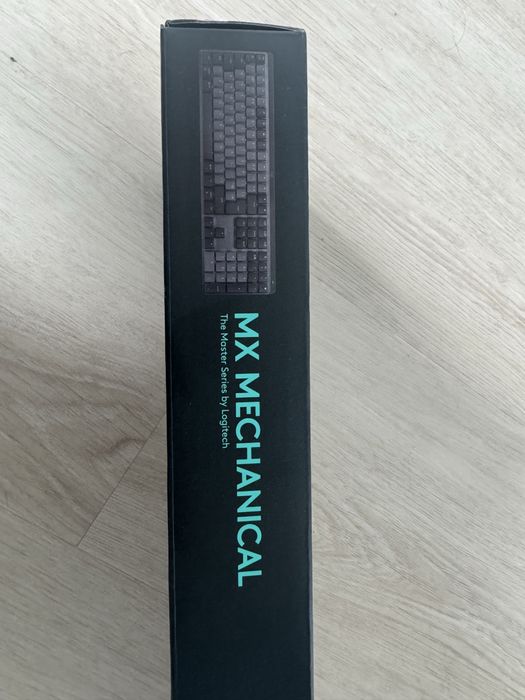 MX MECHANICAL
The Master Series by Logitech